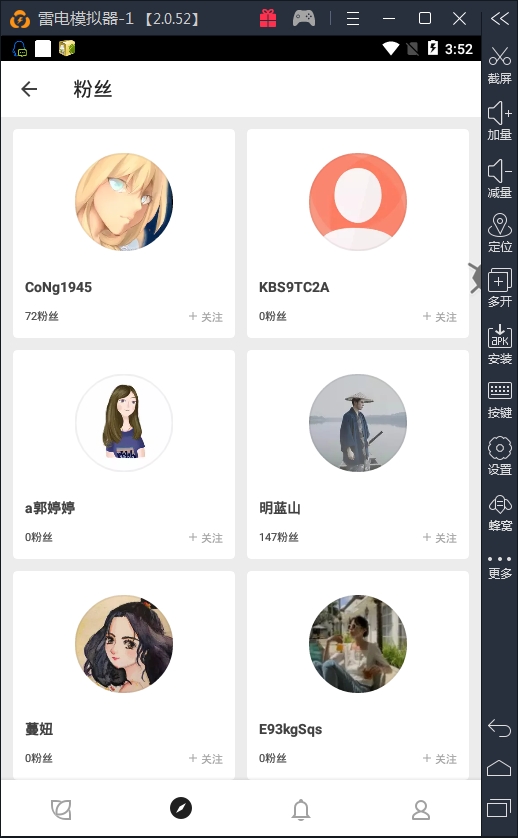 雷电模拟器-1 【2.0.52】
3:52
粉丝
CoNg1945
72粉丝
+ 关注
KBS9TC2A
0粉丝
+ 关注
a郭婷婷
0粉丝
+ 关注
明蓝山
147粉丝
+ 关注
蔓妞
0粉丝
+ 关注
E93kgSqs
0粉丝
+ 关注
截屏
加量
减量
定位
多开
APK
安装
按键
设置
蜂窝
更多